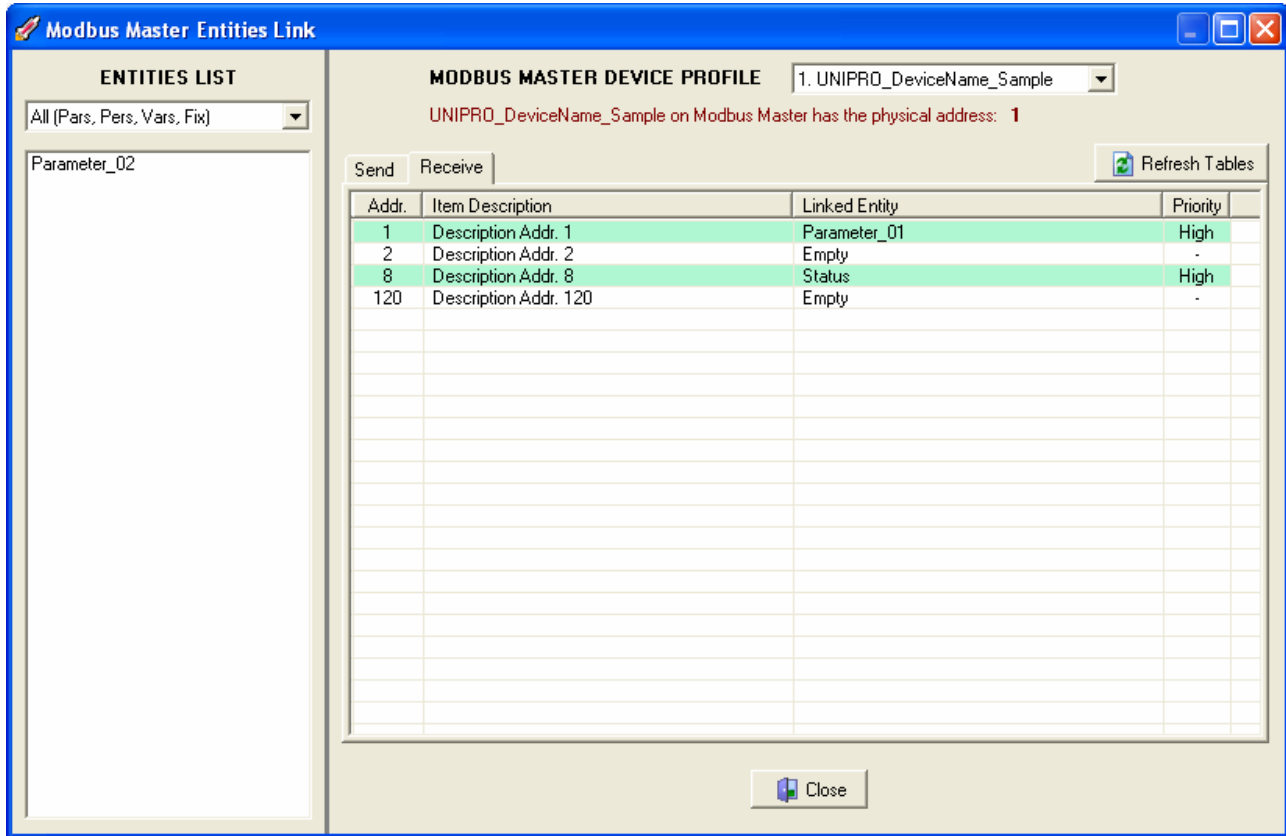 Modbus Master Entities Link
ENTITIES LIST
All (Pars, Pers, Vars, Fix)
Parameter_02
MODBUS MASTER DEVICE PROFILE 1. UNIPRO_DeviceName_Sample
UNIPRO_DeviceName_Sample on Modbus Master has the physical address: 1
Send Receive Refresh Tables
Addr. Item Description Linked Entity Priority
1 Description Addr. 1 Parameter_01 High
2 Description Addr. 2 Empty -
8 Description Addr. 8 Status High
120 Description Addr. 120 Empty -
Close